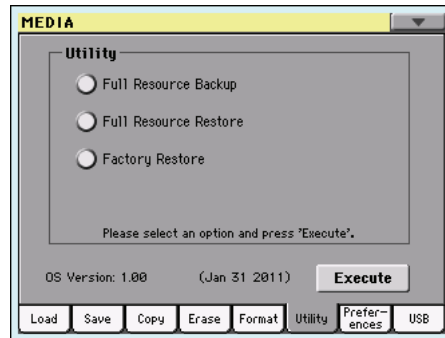 MEDIA
Utility
Full Resource Backup
Full Resource Restore
Factory Restore
Please select an option and press 'Execute'.
OS Version: 1.00 (Jan 31 2011) Execute
Load Save Copy Erase Format Utility Prefer-
ences USB